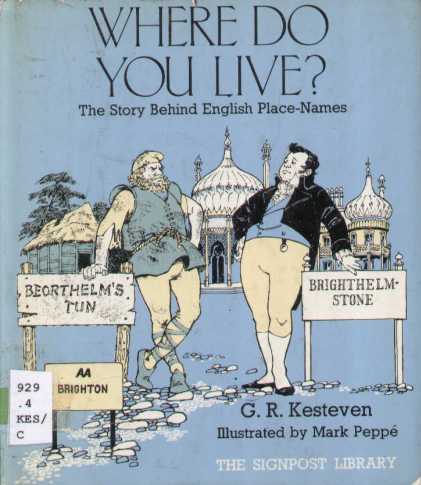 WHERE DO
YOU LIVE?
The Story Behind English Place-Names
BEORTHELM'S
TUN
BRIGHTHELM-
STONE
AA
BRIGHTON
929
.4
KES/
C
G. R. Kesteven
Illustrated by Mark Peppé
THE SIGNPOST LIBRARY